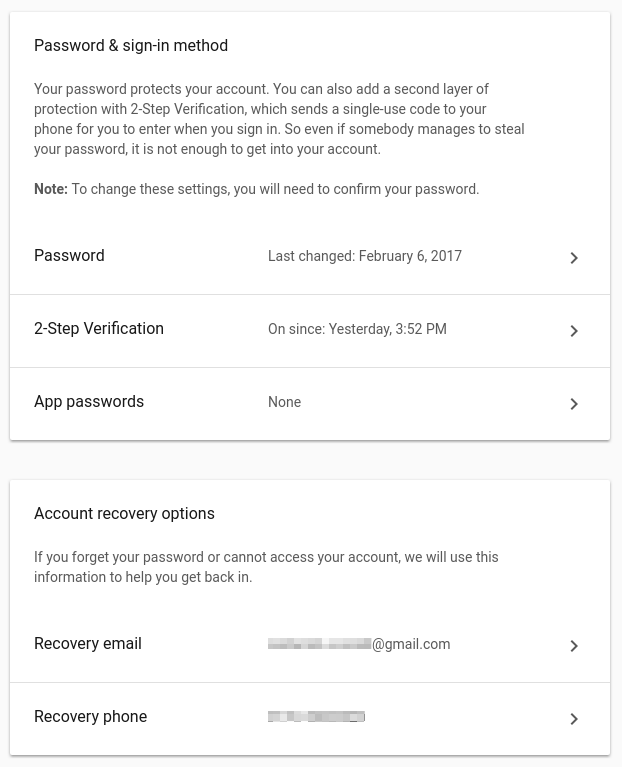 Password & sign-in method
Your password protects your account. You can also add a second layer of
protection with 2-Step Verification, which sends a single-use code to your
phone for you to enter when you sign in. So even if somebody manages to steal
your password, it is not enough to get into your account.
Note: To change these settings, you will need to confirm your password.
Password Last changed: February 6, 2017
2-Step Verification On since: Yesterday, 3:52 PM
App passwords None
Account recovery options
If you forget your password or cannot access your account, we will use this
information to help you get back in.
Recovery email @gmail.com
Recovery phone